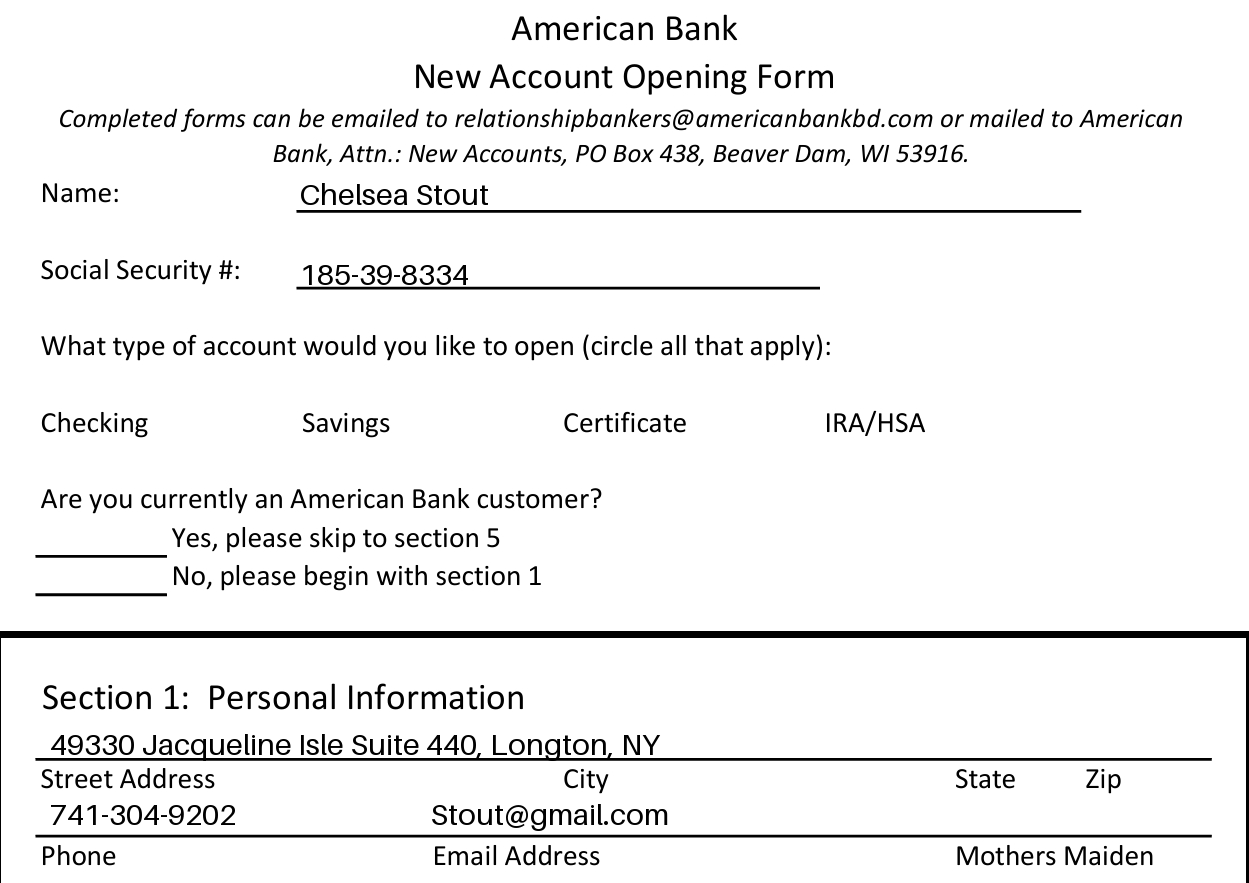 American Bank
New Account Opening Form
Completed forms can be emailed to relationshipbankers@americanbankbd.com or mailed to American
Bank, Attn.: New Accounts, PO Box 438, Beaver Dam, WI 53916.
Name: Chelsea Stout
Social Security #: 185-39-8334
What type of account would you like to open (circle all that apply):
Checking Savings Certificate IRA/HSA
Are you currently an American Bank customer?
Yes, please skip to section 5
No, please begin with section 1
Section 1: Personal Information
49330 Jacqueline Isle Suite 440, Longton, NY
Street Address City State Zip
741-304-9202 Stout@gmail.com
Phone Email Address Mothers Maiden